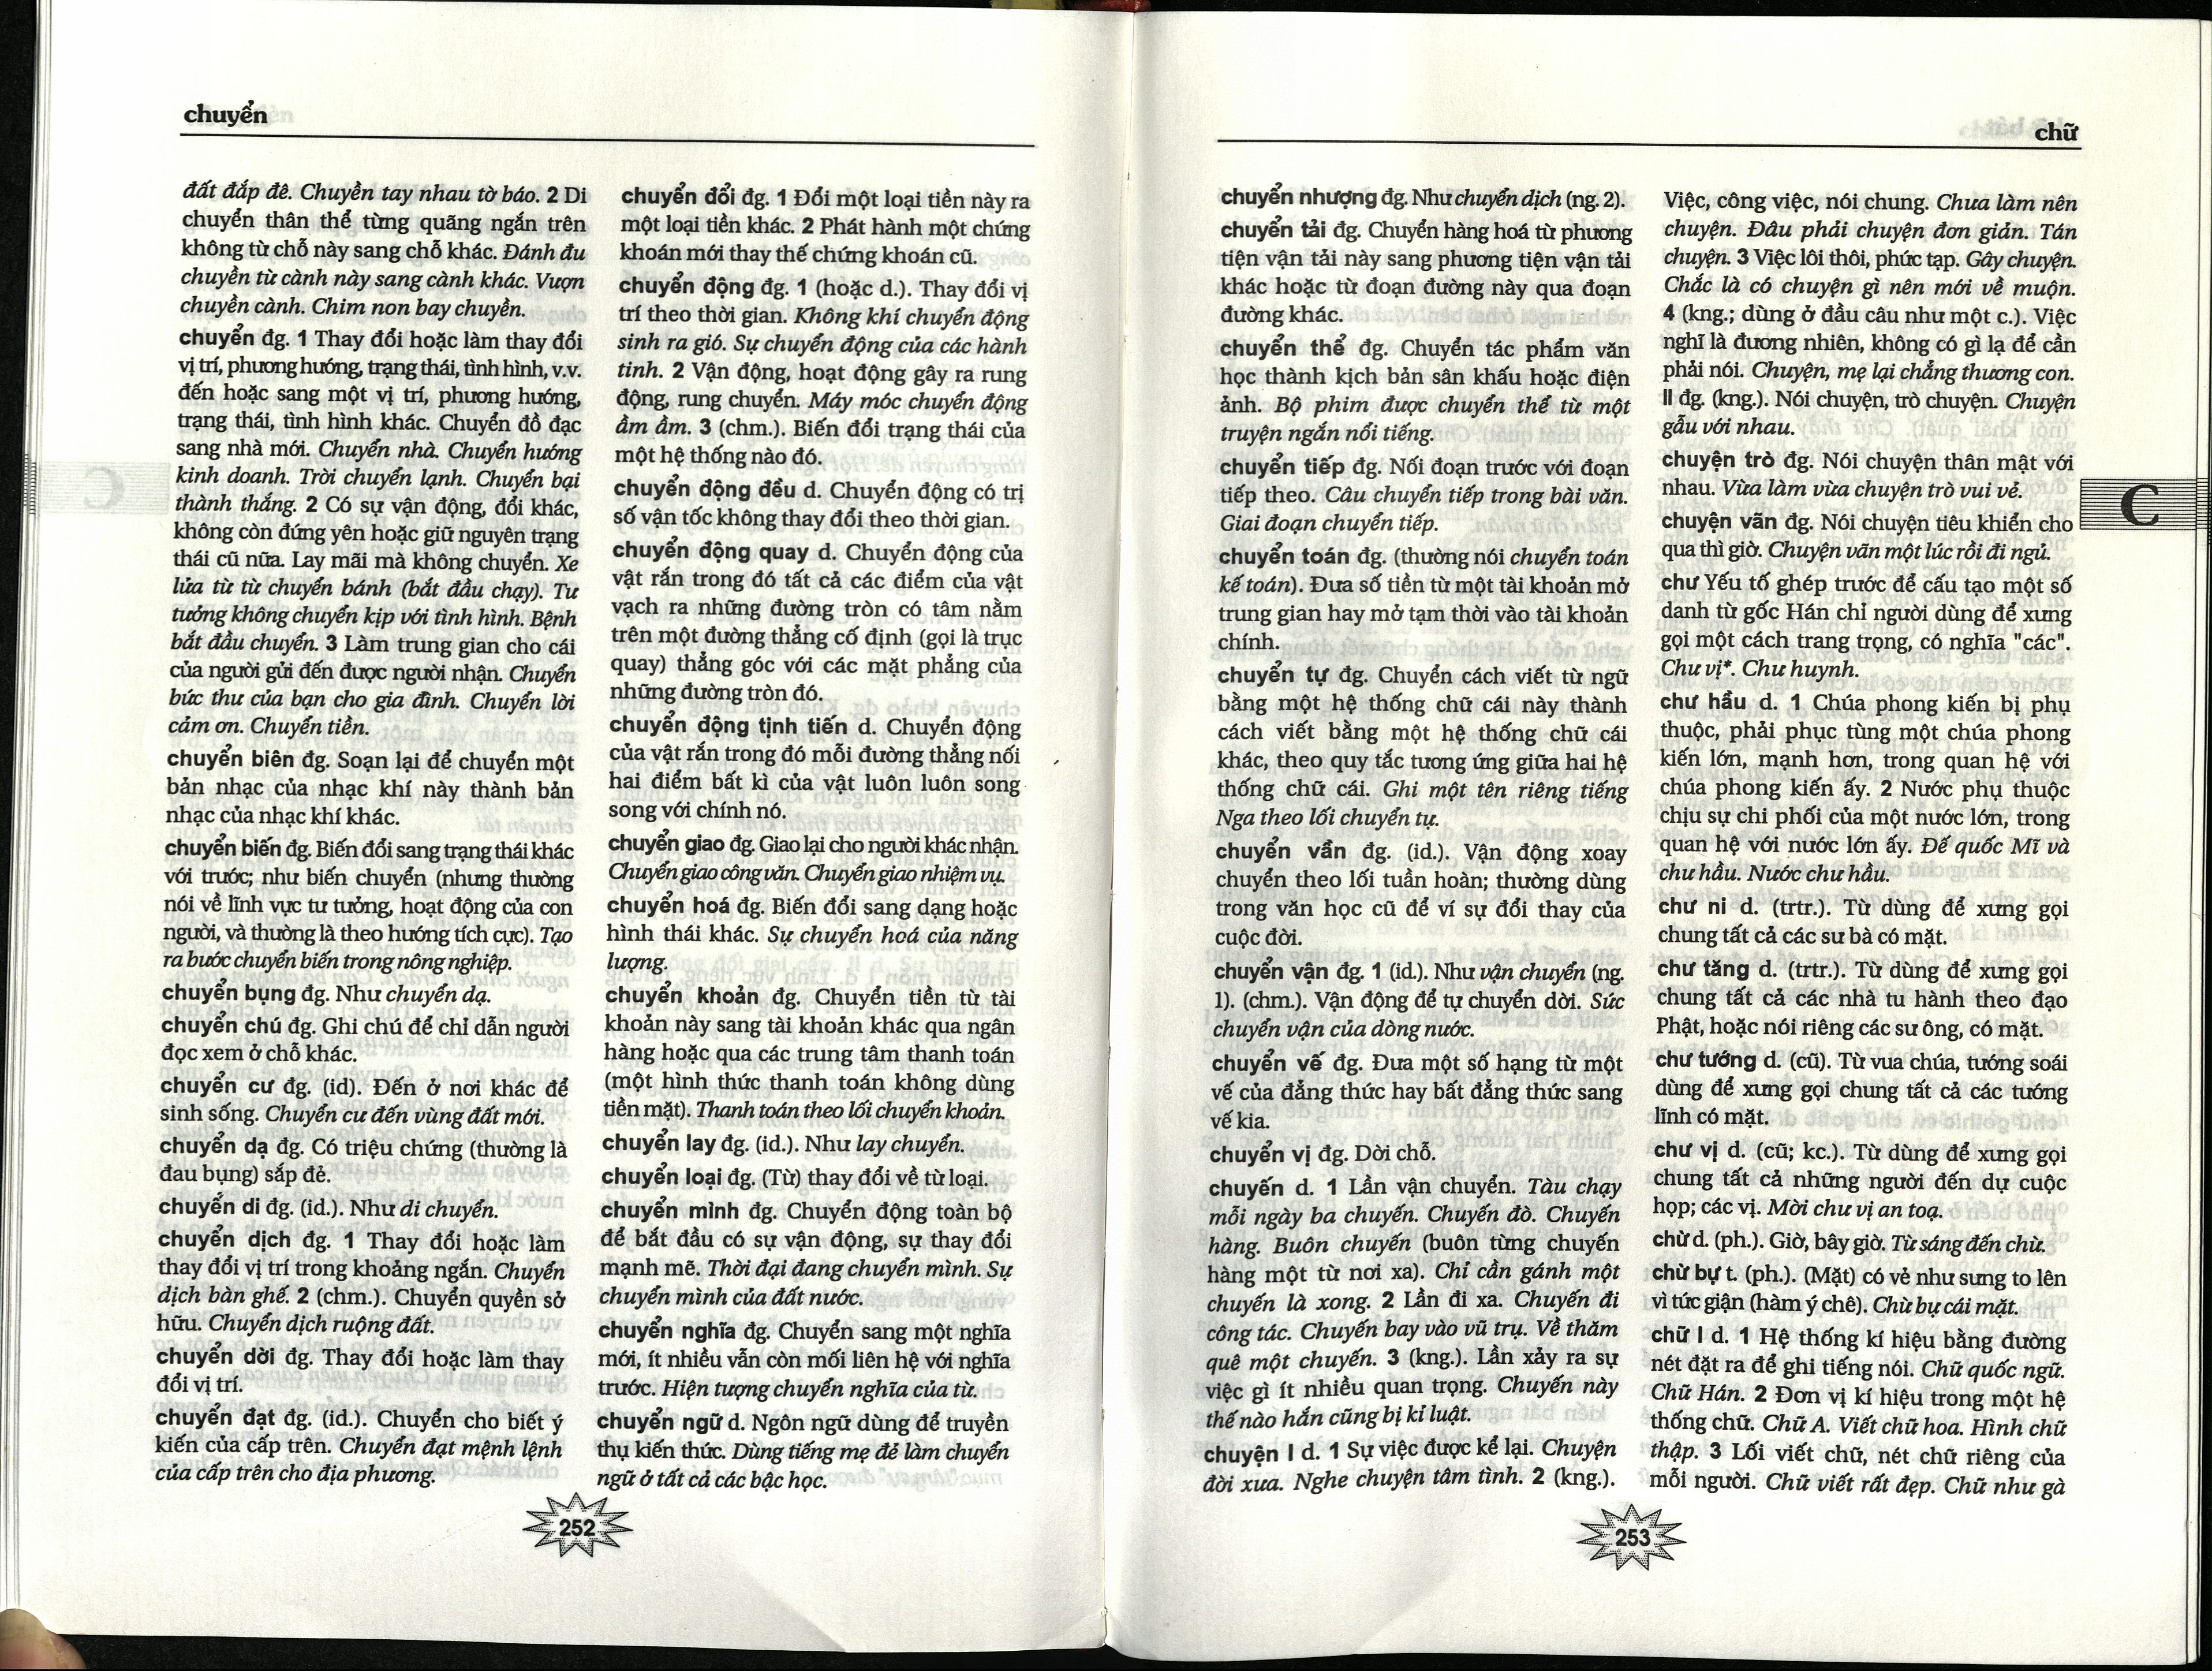 chuyển
đất đắp đê. Chuyền tay nhau tờ báo. 2 Di
chuyển thân thể từng quãng ngắn trên
không từ chỗ này sang chỗ khác. Đánh đu
chuyền từ cành này sang cành khác. Vượn
chuyền cành. Chim non bay chuyền.
chuyển đg. 1 Thay đổi hoặc làm thay đổi
vị trí, phương hướng, trạng thái, tình hình, v.v.
đến hoặc sang một vị trí, phương hướng,
trạng thái, tình hình khác. Chuyển đồ đạc
sang nhà mới. Chuyển nhà. Chuyển hướng
kinh doanh. Trời chuyển lạnh. Chuyển bại
thành thắng. 2 Có sự vận động, đổi khác,
không còn đứng yên hoặc giữ nguyên trạng
thái cũ nữa. Lay mãi mà không chuyển. Xe
lửa từ từ chuyển bánh (bắt đầu chạy). Tư
tưởng không chuyển kịp với tình hình. Bệnh
bắt đầu chuyển. 3 Làm trung gian cho cái
của người gửi đến được người nhận. Chuyển
bức thư của bạn cho gia đình. Chuyển lời
cảm ơn. Chuyển tiền.
chuyển biên đg. Soạn lại để chuyển một
bản nhạc của nhạc khí này thành bản
nhạc của nhạc khí khác.
chuyển biến đg. Biến đổi sang trạng thái khác
với trước; như biến chuyển (nhưng thường
nói về lĩnh vực tư tưởng, hoạt động của con
người, và thường là theo hướng tích cực). Tạo
ra bước chuyển biến trong nông nghiệp.
chuyển bụng đg. Như chuyển dạ.
chuyển chú đg. Ghi chú để chỉ dẫn người
đọc xem ở chỗ khác.
chuyển cư đg. (id). Đến ở nơi khác để
sinh sống. Chuyển cư đến vùng đất mới.
chuyển dạ đg. Có triệu chứng (thường là
đau bụng) sắp đẻ.
chuyển di đg. (id.). Như di chuyển.
chuyển dịch đg. 1 Thay đổi hoặc làm
thay đổi vị trí trong khoảng ngắn. Chuyển
dịch bàn ghế. 2 (chm.). Chuyển quyền sở
hữu. Chuyển dịch ruộng đất.
chuyển dời đg. Thay đổi hoặc làm thay
đổi vị trí.
chuyển đạt đg. (id.). Chuyển cho biết ý
kiến của cấp trên. Chuyển đạt mệnh lệnh
của cấp trên cho địa phương.
chuyển đổi đg. 1 Đổi một loại tiền này ra
một loại tiền khác. 2 Phát hành một chứng
khoán mới thay thế chứng khoán cũ.
chuyển động đg. 1 (hoặc d.). Thay đổi vị
trí theo thời gian. Không khí chuyển động
sinh ra gió. Sự chuyển động của các hành
tinh. 2 Vận động, hoạt động gây ra rung
động, rung chuyển. Máy móc chuyển động
ầm ầm. 3 (chm.). Biến đổi trạng thái của
một hệ thống nào đó.
chuyển động đều d. Chuyển động có trị
số vận tốc không thay đổi theo thời gian.
chuyển động quay d. Chuyển động của
vật rắn trong đó tất cả các điểm của vật
vạch ra những đường tròn có tâm nằm
trên một đường thẳng cố định (gọi là trục
quay) thẳng góc với các mặt phẳng của
những đường tròn đó.
chuyển động tịnh tiến d. Chuyển động
của vật rắn trong đó mỗi đường thẳng nối
hai điểm bất kì của vật luôn luôn song
song với chính nó.
chuyển giao đg. Giao lại cho người khác nhận.
Chuyển giao công văn. Chuyển giao nhiệm vụ.
chuyển hoá đg. Biến đổi sang dạng hoặc
hình thái khác. Sự chuyển hoá của năng
lượng.
chuyển khoản đg. Chuyển tiền từ tài
khoản này sang tài khoản khác qua ngân
hàng hoặc qua các trung tâm thanh toán
(một hình thức thanh toán không dùng
tiền mặt). Thanh toán theo lối chuyển khoản.
chuyển lay đg. (id.). Như lay chuyển.
chuyển loại đg. (Từ) thay đổi về từ loại.
chuyển mình đg. Chuyển động toàn bộ
để bắt đầu có sự vận động, sự thay đổi
mạnh mẽ. Thời đại đang chuyển mình. Sự
chuyển mình của đất nước.
chuyển nghĩa đg. Chuyển sang một nghĩa
mới, ít nhiều vẫn còn mối liên hệ với nghĩa
trước. Hiện tượng chuyển nghĩa của từ.
chuyển ngữ d. Ngôn ngữ dùng để truyền
thụ kiến thức. Dùng tiếng mẹ đẻ làm chuyển
ngữ ở tất cả các bậc học.
252
chữ
chuyển nhượng đg. Như chuyển dịch (ng. 2).
chuyển tải đg. Chuyển hàng hoá từ phương
tiện vận tải này sang phương tiện vận tải
khác hoặc từ đoạn đường này qua đoạn
đường khác.
chuyển thể đg. Chuyển tác phẩm văn
học thành kịch bản sân khấu hoặc điện
ảnh. Bộ phim được chuyển thể từ một
truyện ngắn nổi tiếng.
chuyển tiếp đg. Nối đoạn trước với đoạn
tiếp theo. Câu chuyển tiếp trong bài văn.
Giai đoạn chuyển tiếp.
chuyển toán đg. (thường nói chuyển toán
kế toán). Đưa số tiền từ một tài khoản mở
trung gian hay mở tạm thời vào tài khoản
chính.
chuyển tự đg. Chuyển cách viết từ ngữ
bằng một hệ thống chữ cái này thành
cách viết bằng một hệ thống chữ cái
khác, theo quy tắc tương ứng giữa hai hệ
thống chữ cái. Ghi một tên riêng tiếng
Nga theo lối chuyển tự.
chuyển vần đg. (id.). Vận động xoay
chuyển theo lối tuần hoàn; thường dùng
trong văn học cũ để ví sự đổi thay của
cuộc đời.
chuyển vận đg. 1 (id.). Như vận chuyển (ng.
1). (chm.). Vận động để tự chuyển dời. Sức
chuyển vận của dòng nước.
chuyển vế đg. Đưa một số hạng từ một
vế của đẳng thức hay bất đẳng thức sang
vế kia.
chuyển vị đg. Dời chỗ.
chuyến d. 1 Lần vận chuyển. Tàu chạy
mỗi ngày ba chuyến. Chuyến đò. Chuyến
hàng. Buôn chuyến (buôn từng chuyến
hàng một từ nơi xa). Chỉ cần gánh một
chuyến là xong. 2 Lần đi xa. Chuyến đi
công tác. Chuyến bay vào vũ trụ. Về thăm
quê một chuyến. 3 (kng.). Lần xảy ra sự
việc gì ít nhiều quan trọng. Chuyến này
thế nào hắn cũng bị kỉ luật.
chuyện I d. 1 Sự việc được kể lại. Chuyện
đời xưa. Nghe chuyện tâm tình. 2 (kng.).
Việc, công việc, nói chung. Chưa làm nên
chuyện. Đâu phải chuyện đơn giản. Tán
chuyện. 3 Việc lôi thôi, phức tạp. Gây chuyện.
Chắc là có chuyện gì nên mới về muộn.
4 (kng.; dùng ở đầu câu như một c.). Việc
nghĩ là đương nhiên, không có gì lạ để cần
phải nói. Chuyện, mẹ lại chẳng thương con.
II đg. (kng.). Nói chuyện, trò chuyện. Chuyện
gẫu với nhau.
chuyện trò đg. Nói chuyện thân mật với
nhau. Vừa làm vừa chuyện trò vui vẻ.
chuyện vãn đg. Nói chuyện tiêu khiển cho
qua thì giờ. Chuyện vãn một lúc rồi đi ngủ.
chư Yếu tố ghép trước để cấu tạo một số
danh từ gốc Hán chỉ người dùng để xưng
gọi một cách trang trọng, có nghĩa "các".
Chư vị*. Chư huynh.
chư hầu d. 1 Chúa phong kiến bị phụ
thuộc, phải phục tùng một chúa phong
kiến lớn, mạnh hơn, trong quan hệ với
chúa phong kiến ấy. 2 Nước phụ thuộc
chịu sự chi phối của một nước lớn, trong
quan hệ với nước lớn ấy. Đế quốc Mĩ và
chư hầu. Nước chư hầu.
chư ni d. (trtr.). Từ dùng để xưng gọi
chung tất cả các sư bà có mặt.
chư tăng d. (trtr.). Từ dùng để xưng gọi
chung tất cả các nhà tu hành theo đạo
Phật, hoặc nói riêng các sư ông, có mặt.
chư tướng d. (cũ). Từ vua chúa, tướng soái
dùng để xưng gọi chung tất cả các tướng
lĩnh có mặt.
chư vị d. (cũ; kc.). Từ dùng để xưng gọi
chung tất cả những người đến dự cuộc
họp; các vị. Mời chư vị an toạ.
chừ d. (ph.). Giờ, bây giờ. Từ sáng đến chừ.
chừ bự t. (ph.). (Mặt) có vẻ như sưng to lên
vì tức giận (hàm ý chê). Chừ bự cái mặt.
chữ I d. 1 Hệ thống kí hiệu bằng đường
nét đặt ra để ghi tiếng nói. Chữ quốc ngữ.
Chữ Hán. 2 Đơn vị kí hiệu trong một hệ
thống chữ. Chữ A. Viết chữ hoa. Hình chữ
thập. 3 Lối viết chữ, nét chữ riêng của
mỗi người. Chữ viết rất đẹp. Chữ như gà
C
253